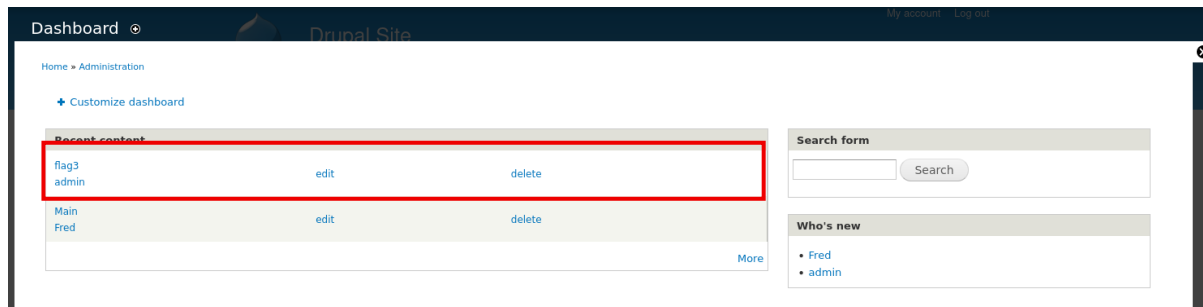 My account Log out
Dashboard
Drupal Site
Home » Administration
+ Customize dashboard
Recent content
flag3
admin
edit
delete
Main
Fred
edit
delete
More
Search form
Search
Who's new
• Fred
• admin